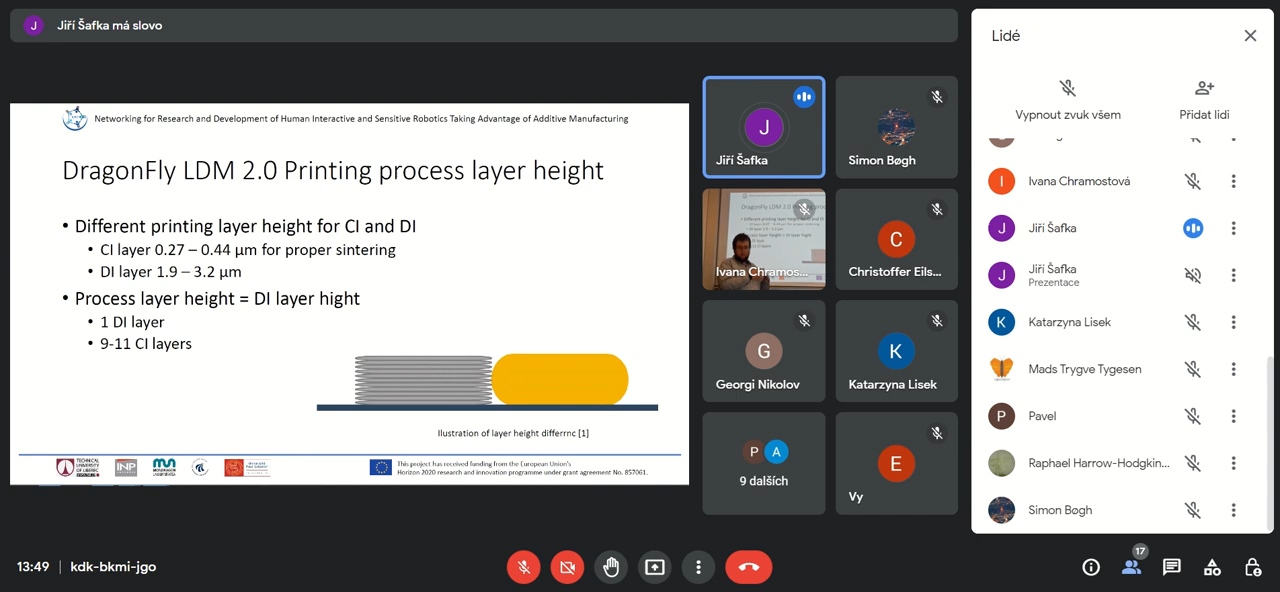 J
Jiří Šafka má slovo
Networking for Research and Development of Human Interactive and Sensitive Robotics Taking Advantage of Additive Manufacturing
DragonFly LDM 2.0 Printing process layer height
• Different printing layer height for CI and DI
• CI layer 0.27 – 0.44 µm for proper sintering
• DI layer 1.9 – 3.2 µm
• Process layer height = DI layer hight
• 1 DI layer
• 9-11 CI layers
Ilustration of layer height differnc [1]
TECHNICAL
UNIVERSITY
OF LIBEREC
INP
This project has received funding from the European Union's
Horizon 2020 research and innovation programme under grant agreement No. 857061.
J
Jiří Šafka
Simon Bøgh
Ivana Chramos...
C
Christoffer Eils...
G
Georgi Nikolov
K
Katarzyna Lisek
P A
9 dalších
E
Vy
Lidé
Vypnout zvuk všem
Přidat lidi
I
Ivana Chramostová
J
Jiří Šafka
J
Jiří Šafka
Prezentace
K
Katarzyna Lisek
Mads Trygve Tygesen
P
Pavel
Raphael Harrow-Hodgkin...
Simon Bøgh
13:49 | kdk-bkmi-jgo
17